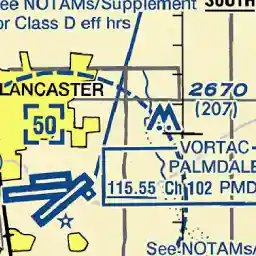 See NOTAMs/Supplement
for Class D eff hrs
SOUTH
LANCASTER
2670
(207)
50
VORTAC
PALMDALE
115.55 Ch 102 PMD
See NOTAMs/